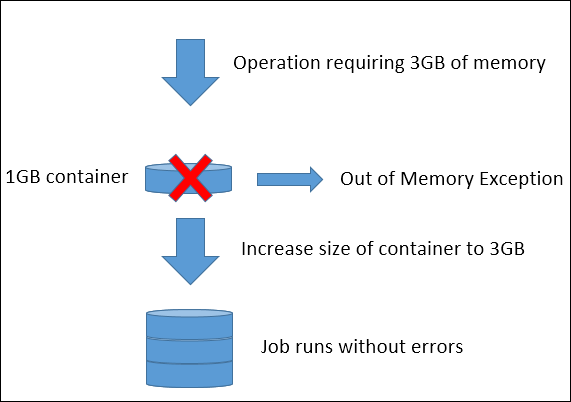 Operation requiring 3GB of memory
1GB container
Out of Memory Exception
Increase size of container to 3GB
Job runs without errors